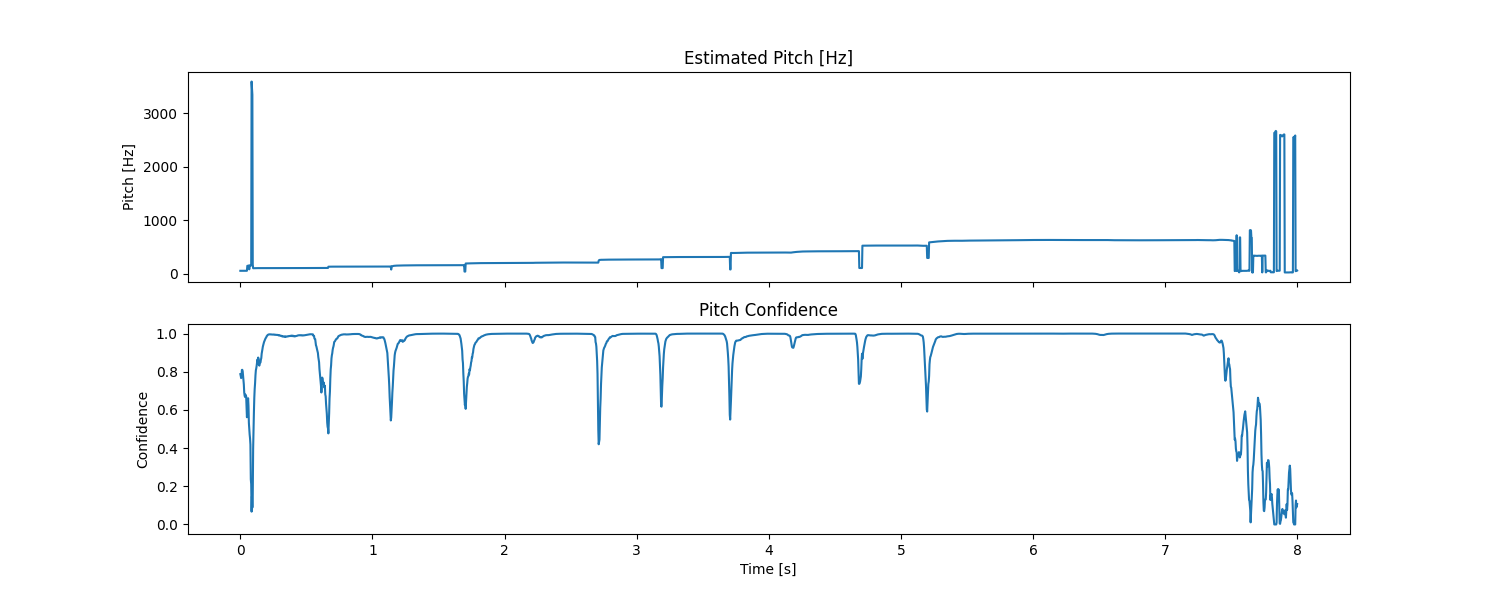 Estimated Pitch [Hz]
Pitch [Hz]
3000
2000
1000
0
Pitch Confidence
Confidence
1.0
0.8
0.6
0.4
0.2
0.0
0 1 2 3 4 5 6 7 8
Time [s]